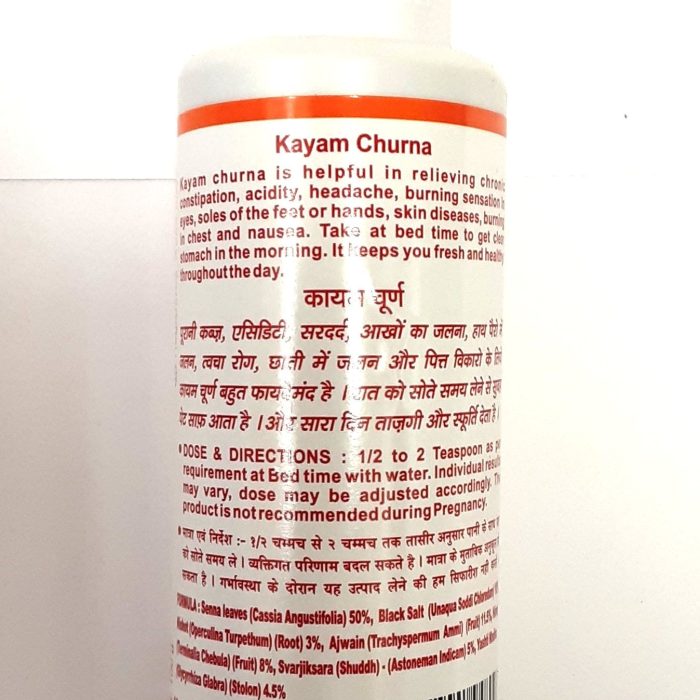 Kayam Churna
Kayam churna is helpful in relieving chronic
constipation, acidity, headache, burning sensation in
eyes, soles of the feet or hands, skin diseases, burning
in chest and nausea. Take at bed time to get clear
stomach in the morning. It keeps you fresh and healthy
throughout the day.
कायम चूर्ण
पूरानी कब्ज़, एसिडिटी, सरदर्द, आखों का जलना, हाथ पैरो में
जलन, त्वचा रोग, छाती में जलन और पित्त विकारो के लिये
कायम चूर्ण बहुत फायदेमंद है । रात को सोते समय लेने से सुबह
पेट साफ़ आता है । और सारा दिन ताज़गी और स्फूर्ति देता है ।
• DOSE & DIRECTIONS : 1/2 to 2 Teaspoon as per
requirement at Bed time with water. Individual results
may vary, dose may be adjusted accordingly. The
product is not recommended during Pregnancy.
• मात्रा एवं निर्देश :- १/२ चम्मच से २ चम्मच तक तासीर अनुसार पानी के साथ
को सोते समय ले । व्यक्तिगत परिणाम बदल सकते है । मात्रा के मुताबिक अनुकूल
सकता है । गर्भावस्था के दोरान यह उत्पाद लेने की हम सिफारीश नही
FORMULA : Senna leaves (Cassia Angustifolia) 50%, Black Salt (Unaqua Soddi Chloridum)
(Operculina Turpethum) (Root) 3%, Ajwain (Trachyspermum Ammi) (Fruit) 11.5%,
(Terminalia Chebula) (Fruit) 8%, Svarjiksara (Shuddh) - (Astoneman Indicam) 5%,
(Glycyrrhiza Glabra) (Stolon) 4.5%